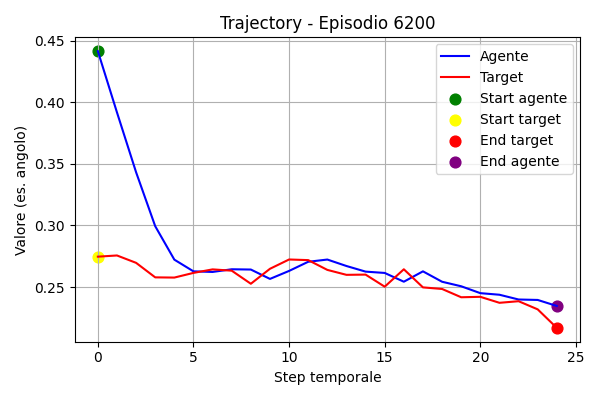 Trajectory - Episodio 6200
Valore (es. angolo)
0.45
0.40
0.35
0.30
0.25
0
5
10
15
20
25
Step temporale
Agente
Target
Start agente
Start target
End target
End agente